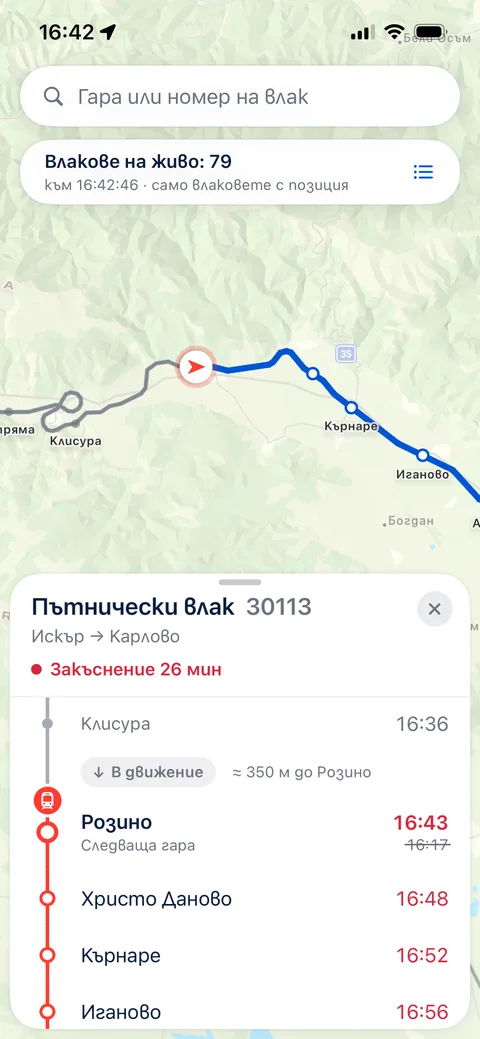 16:42
Бели Осъм
Гара или номер на влак
Влакове на живо: 79
към 16:42:46 · само влаковете с позиция
35
Кърнаре
ряма
Клисура
Иганово
Богдан
Пътнически влак 30113
Искър → Карлово
Закъснение 26 мин
Клисура 16:36
↓ В движение ≈ 350 м до Розино
Розино 16:43
Следваща гара 16:17
Христо Даново 16:48
Кърнаре 16:52
Иганово 16:56